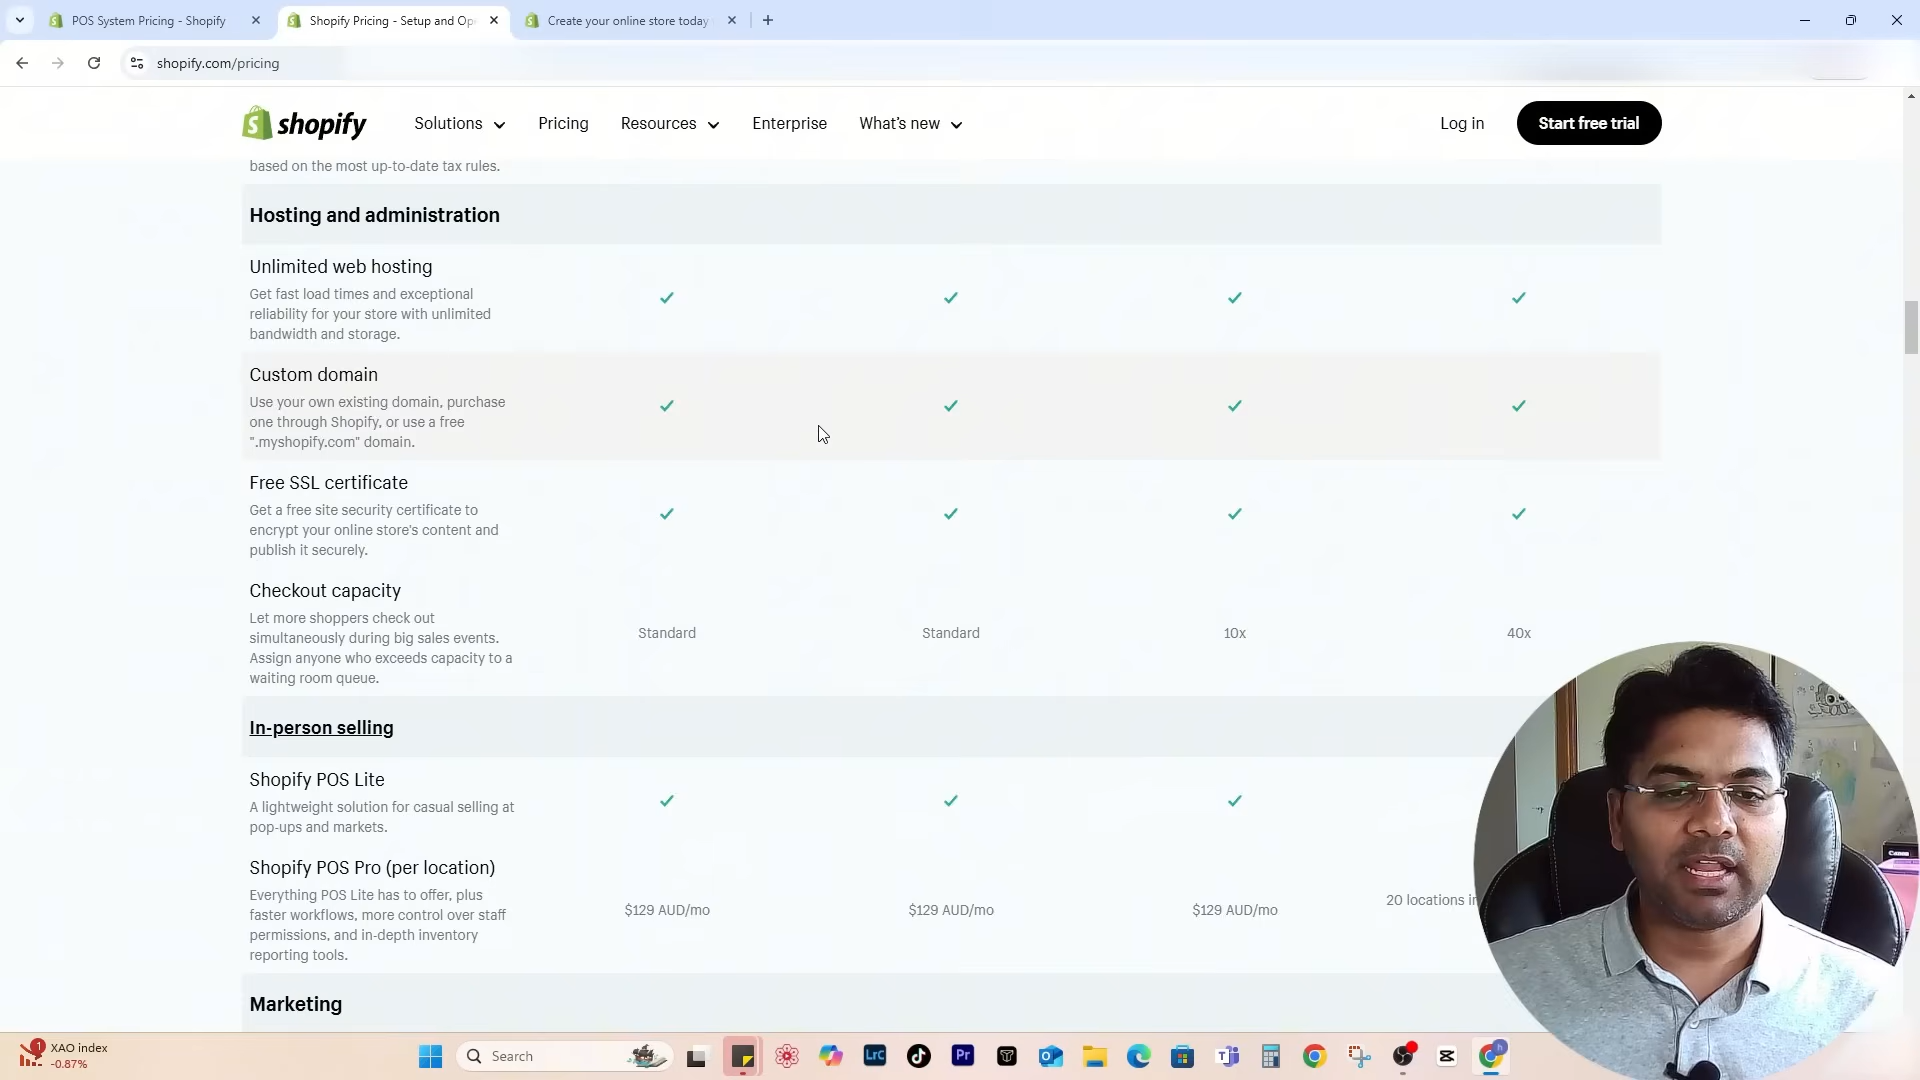 POS System Pricing - Shopify
Shopify Pricing - Setup and Op
Create your online store today
shopify.com/pricing
shopify
Solutions
Pricing
Resources
Enterprise
What's new
Log in
Start free trial
based on the most up-to-date tax rules.
Hosting and administration
Unlimited web hosting
Get fast load times and exceptional
reliability for your store with unlimited
bandwidth and storage.
Custom domain
Use your own existing domain, purchase
one through Shopify, or use a free
".myshopify.com" domain.
Free SSL certificate
Get a free site security certificate to
encrypt your online store's content and
publish it securely.
Checkout capacity
Let more shoppers check out
simultaneously during big sales events.
Assign anyone who exceeds capacity to a
waiting room queue.
Standard
Standard
10x
40x
In-person selling
Shopify POS Lite
A lightweight solution for casual selling at
pop-ups and markets.
Shopify POS Pro (per location)
Everything POS Lite has to offer, plus
faster workflows, more control over staff
permissions, and in-depth inventory
reporting tools.
$129 AUD/mo
$129 AUD/mo
$129 AUD/mo
20 locations in
Marketing
Canon
1
XAO index
-0.87%
Search
LrC
Pr